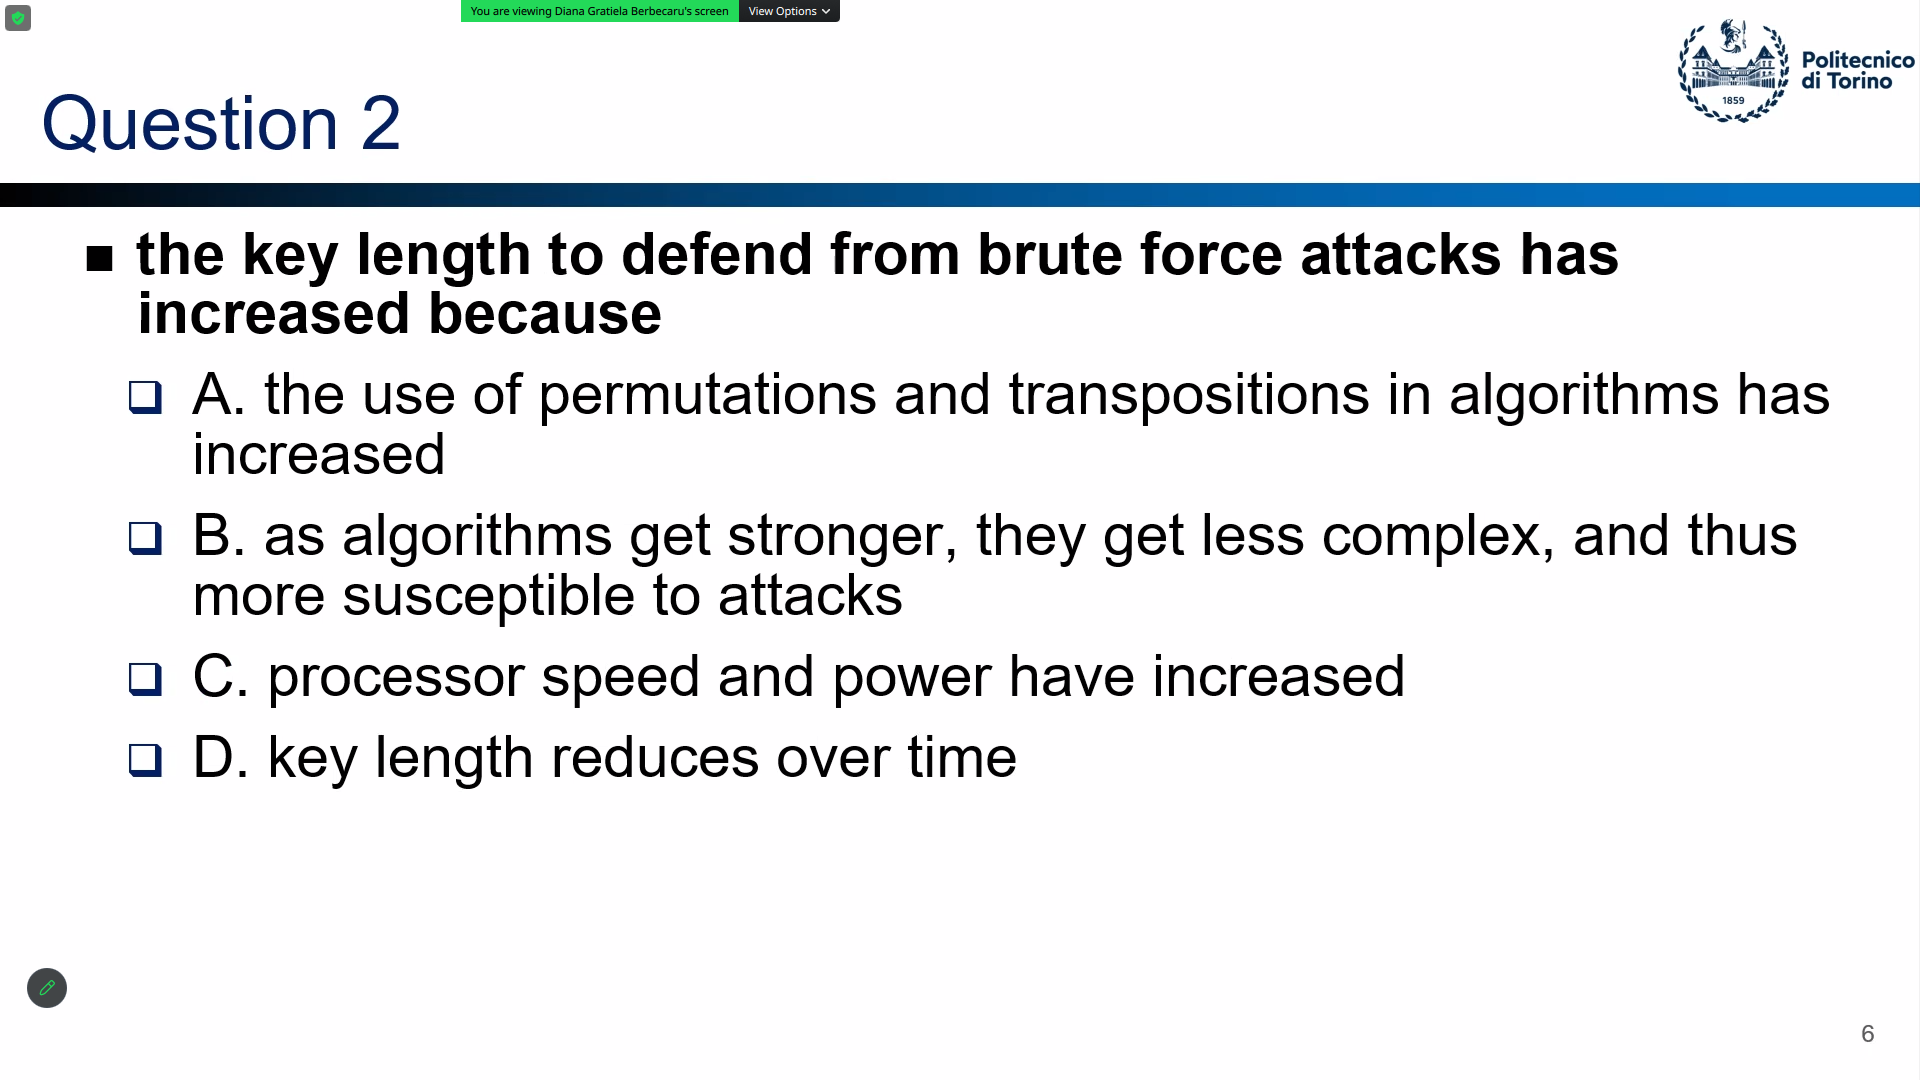 You are viewing Diana Gratiela Berbecaru's screen
View Options
Politecnico
di Torino
1859
Question 2
the key length to defend from brute force attacks has
increased because
A. the use of permutations and transpositions in algorithms has
increased
B. as algorithms get stronger, they get less complex, and thus
more susceptible to attacks
C. processor speed and power have increased
D. key length reduces over time
6